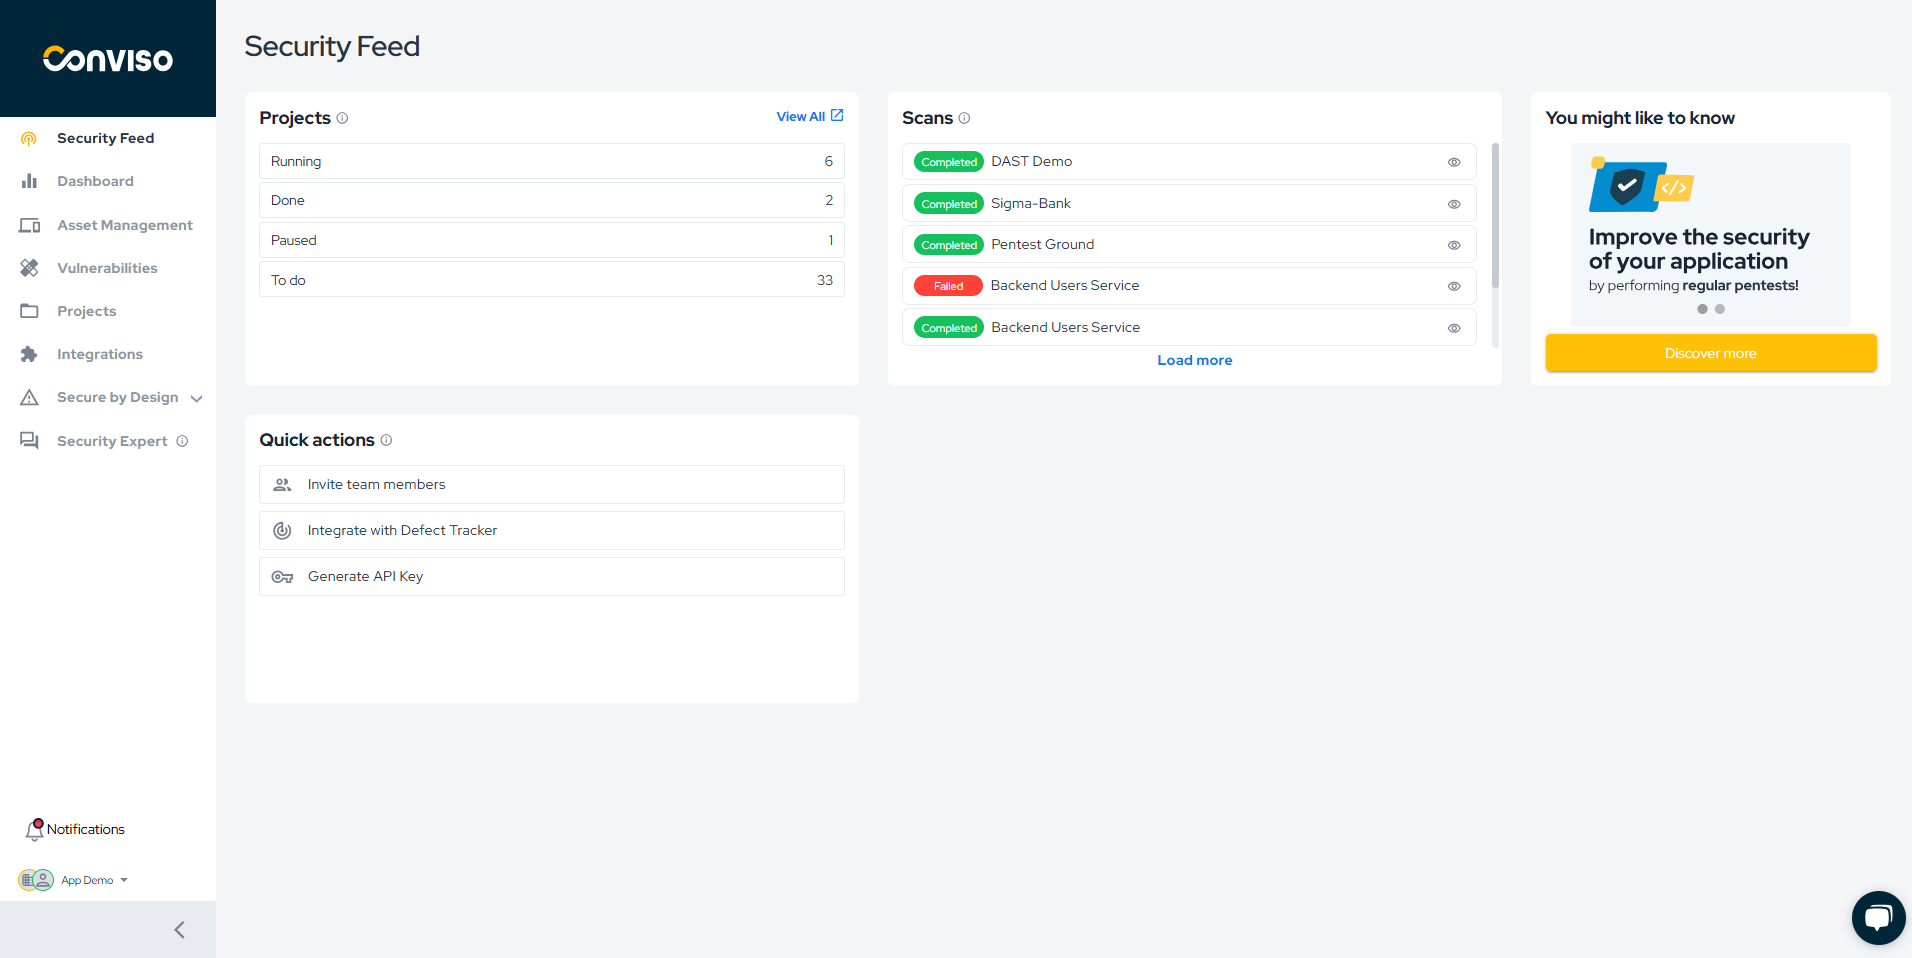 Conviso
Security Feed
Dashboard
Asset Management
Vulnerabilities
Projects
Integrations
Secure by Design
Security Expert
Notifications
App Demo
Security Feed
Projects
View All
Running 6
Done 2
Paused 1
To do 33
Scans
Completed DAST Demo
Completed Sigma-Bank
Completed Pentest Ground
Failed Backend Users Service
Completed Backend Users Service
Load more
You might like to know
</>
Improve the security
of your application
by performing regular pentests!
Discover more
Quick actions
Invite team members
Integrate with Defect Tracker
Generate API Key